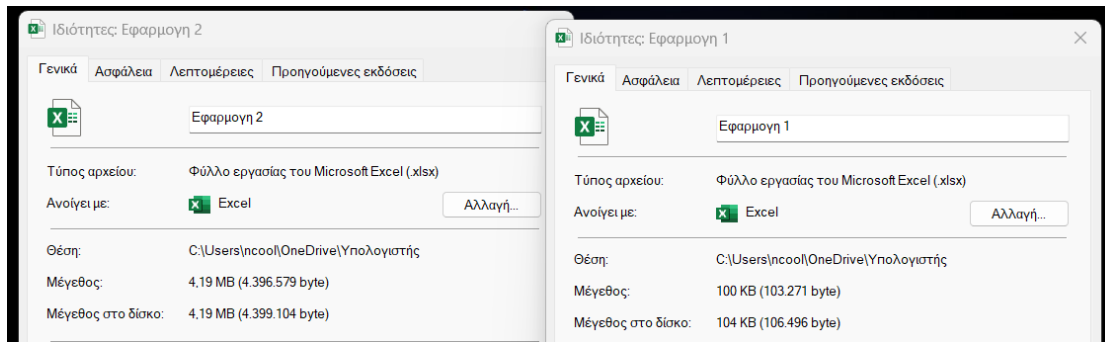 Ιδιότητες: Εφαρμογη 2
Γενικά Ασφάλεια Λεπτομέρειες Προηγούμενες εκδόσεις
Εφαρμογη 2
Τύπος αρχείου: Φύλλο εργασίας του Microsoft Excel (.xlsx)
Ανοίγει με: Excel Αλλαγή...
Θέση: C:\Users\ncool\OneDrive\Υπολογιστής
Μέγεθος: 4,19 MB (4.396.579 byte)
Μέγεθος στο δίσκο: 4,19 MB (4.399.104 byte)
Ιδιότητες: Εφαρμογη 1
Γενικά Ασφάλεια Λεπτομέρειες Προηγούμενες εκδόσεις
Εφαρμογη 1
Τύπος αρχείου: Φύλλο εργασίας του Microsoft Excel (.xlsx)
Ανοίγει με: Excel Αλλαγή...
Θέση: C:\Users\ncool\OneDrive\Υπολογιστής
Μέγεθος: 100 KB (103.271 byte)
Μέγεθος στο δίσκο: 104 KB (106.496 byte)